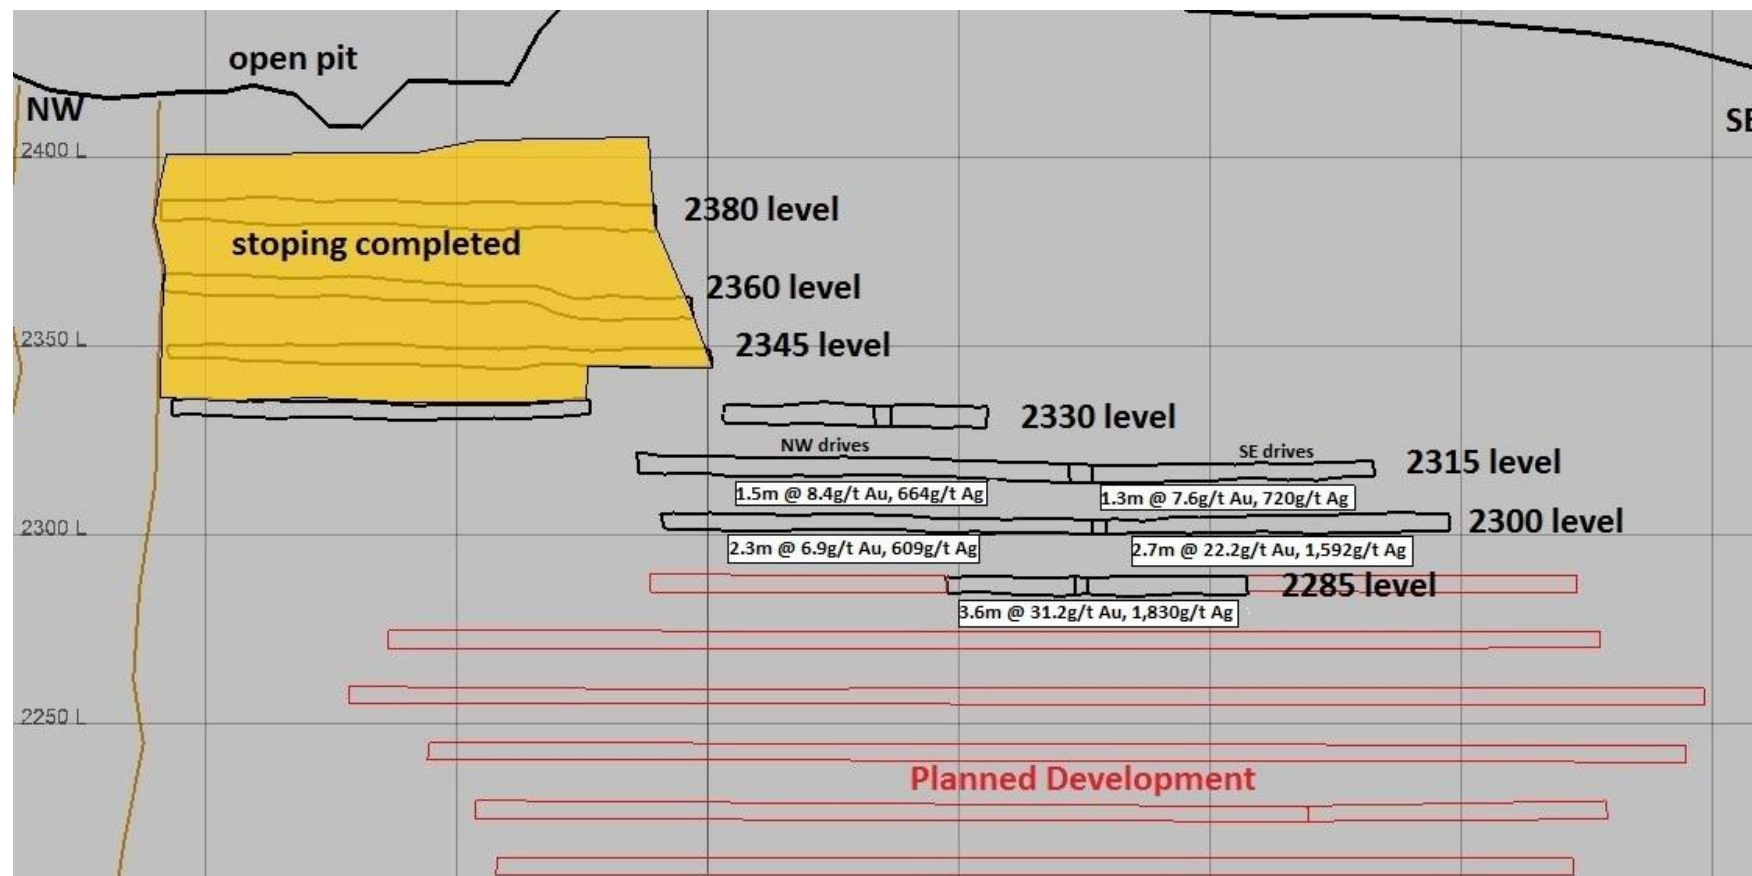 open pit
NW
SE
2400 L
2380 level
stoping completed
2360 level
2350 L
2345 level
2330 level
NW drives
SE drives
2315 level
1.5m @ 8.4g/t Au, 664g/t Ag
1.3m @ 7.6g/t Au, 720g/t Ag
2300 L
2300 level
2.3m @ 6.9g/t Au, 609g/t Ag
2.7m @ 22.2g/t Au, 1,592g/t Ag
2285 level
3.6m @ 31.2g/t Au, 1,830g/t Ag
2250 L
Planned Development